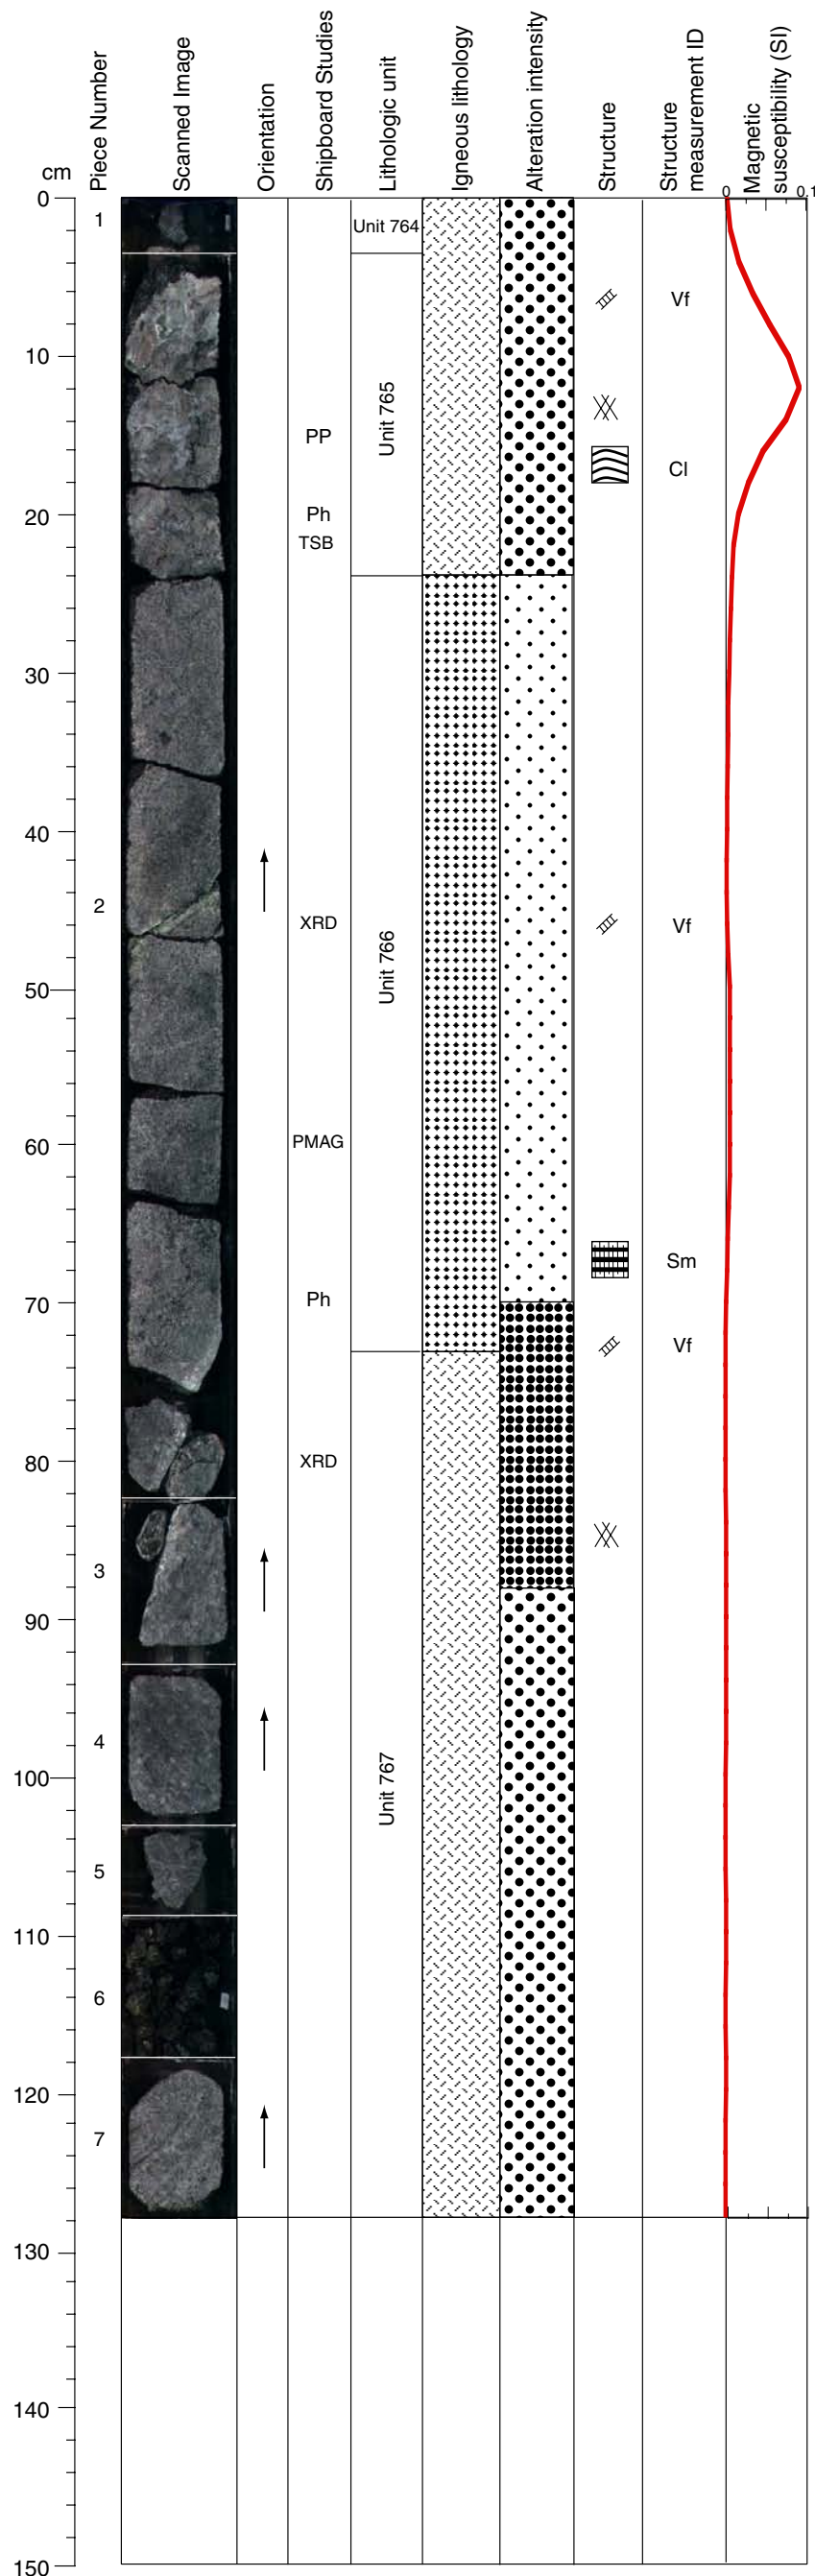 cm
Piece Number
Scanned Image
Orientation
Shipboard Studies
Lithologic unit
Igneous lithology
Alteration intensity
Structure
Structure
measurement ID
Magnetic
susceptibility (SI)
0
0.1
0
1
Unit 764
Vf
10
Unit 765
PP
Cl
20
Ph
TSB
30
40
2
XRD
Unit 766
Vf
50
60
PMAG
Sm
70
Ph
Vf
80
XRD
3
90
4
Unit 767
100
5
110
6
120
7
130
140
150